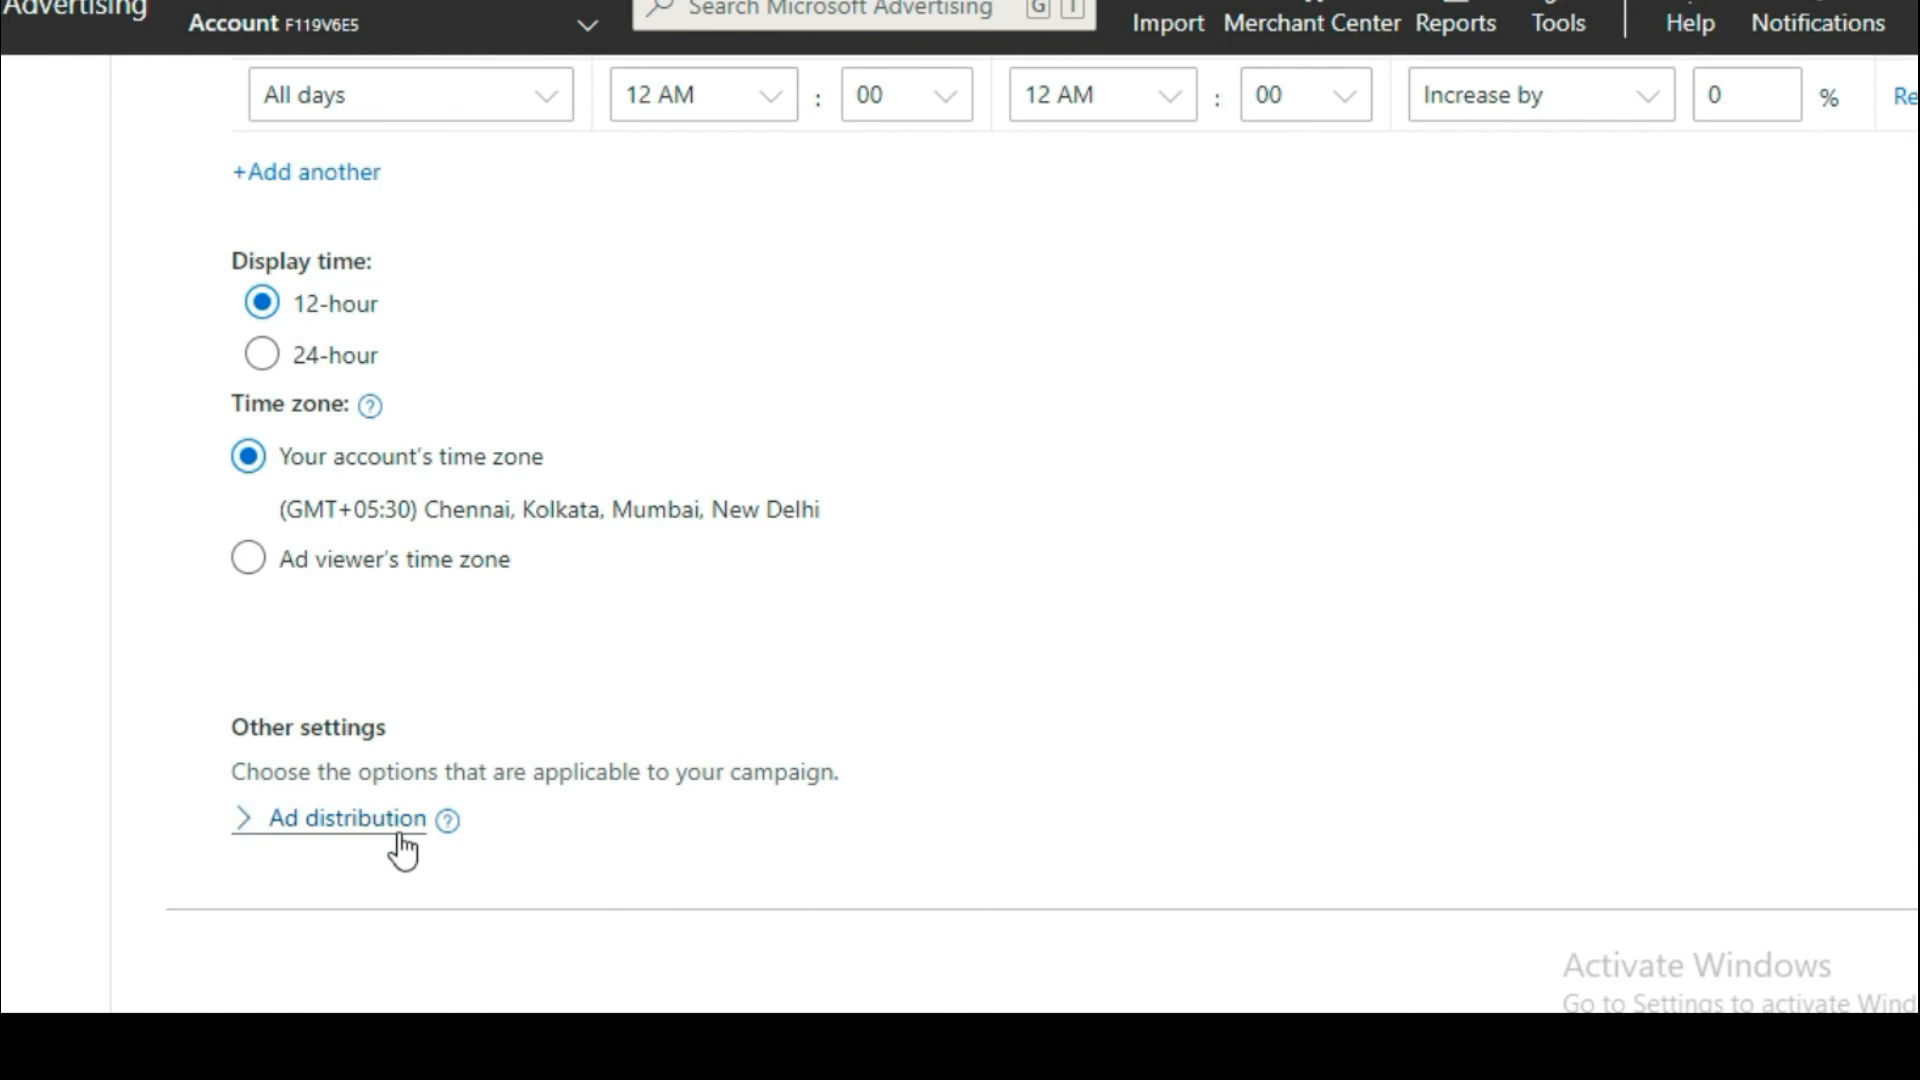 Advertising
Account F119V6E5
Search Microsoft Advertising
G
Import Merchant Center Reports Tools Help Notifications
All days 12 AM : 00 12 AM : 00 Increase by 0 % Re
+Add another
Display time:
12-hour
24-hour
Time zone: ?
Your account's time zone
(GMT+05:30) Chennai, Kolkata, Mumbai, New Delhi
Ad viewer's time zone
Other settings
Choose the options that are applicable to your campaign.
Ad distribution ?
Activate Windows
Go to Settings to activate Wind